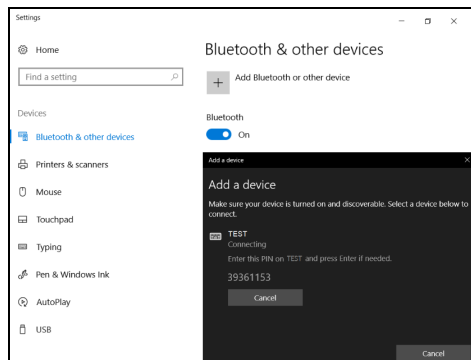 Settings
Home
Find a setting
Devices
Bluetooth & other devices
Printers & scanners
Mouse
Touchpad
Typing
Pen & Windows Ink
AutoPlay
USB
Bluetooth & other devices
Add Bluetooth or other device
Bluetooth
On
Add a device
Add a device
Make sure your device is turned on and discoverable. Select a device below to
connect.
TEST
Connecting
Enter this PIN on TEST and press Enter if needed.
39361153
Cancel
Cancel